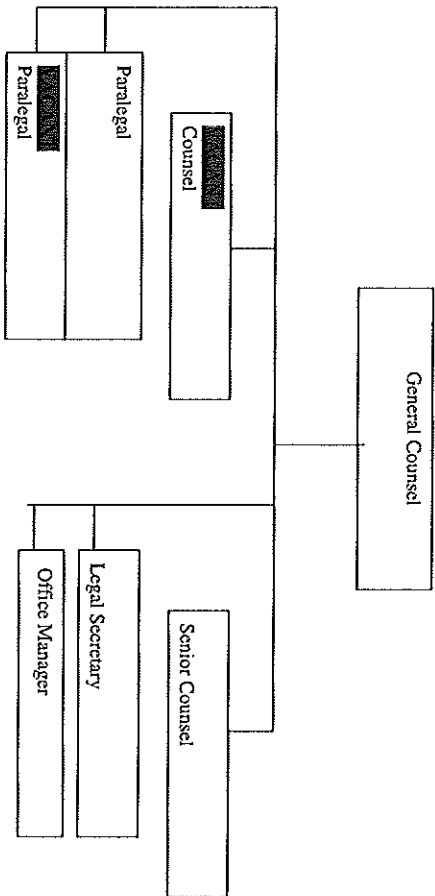 General Counsel
Counsel
Senior Counsel
Paralegal
Paralegal
Legal Secretary
Office Manager